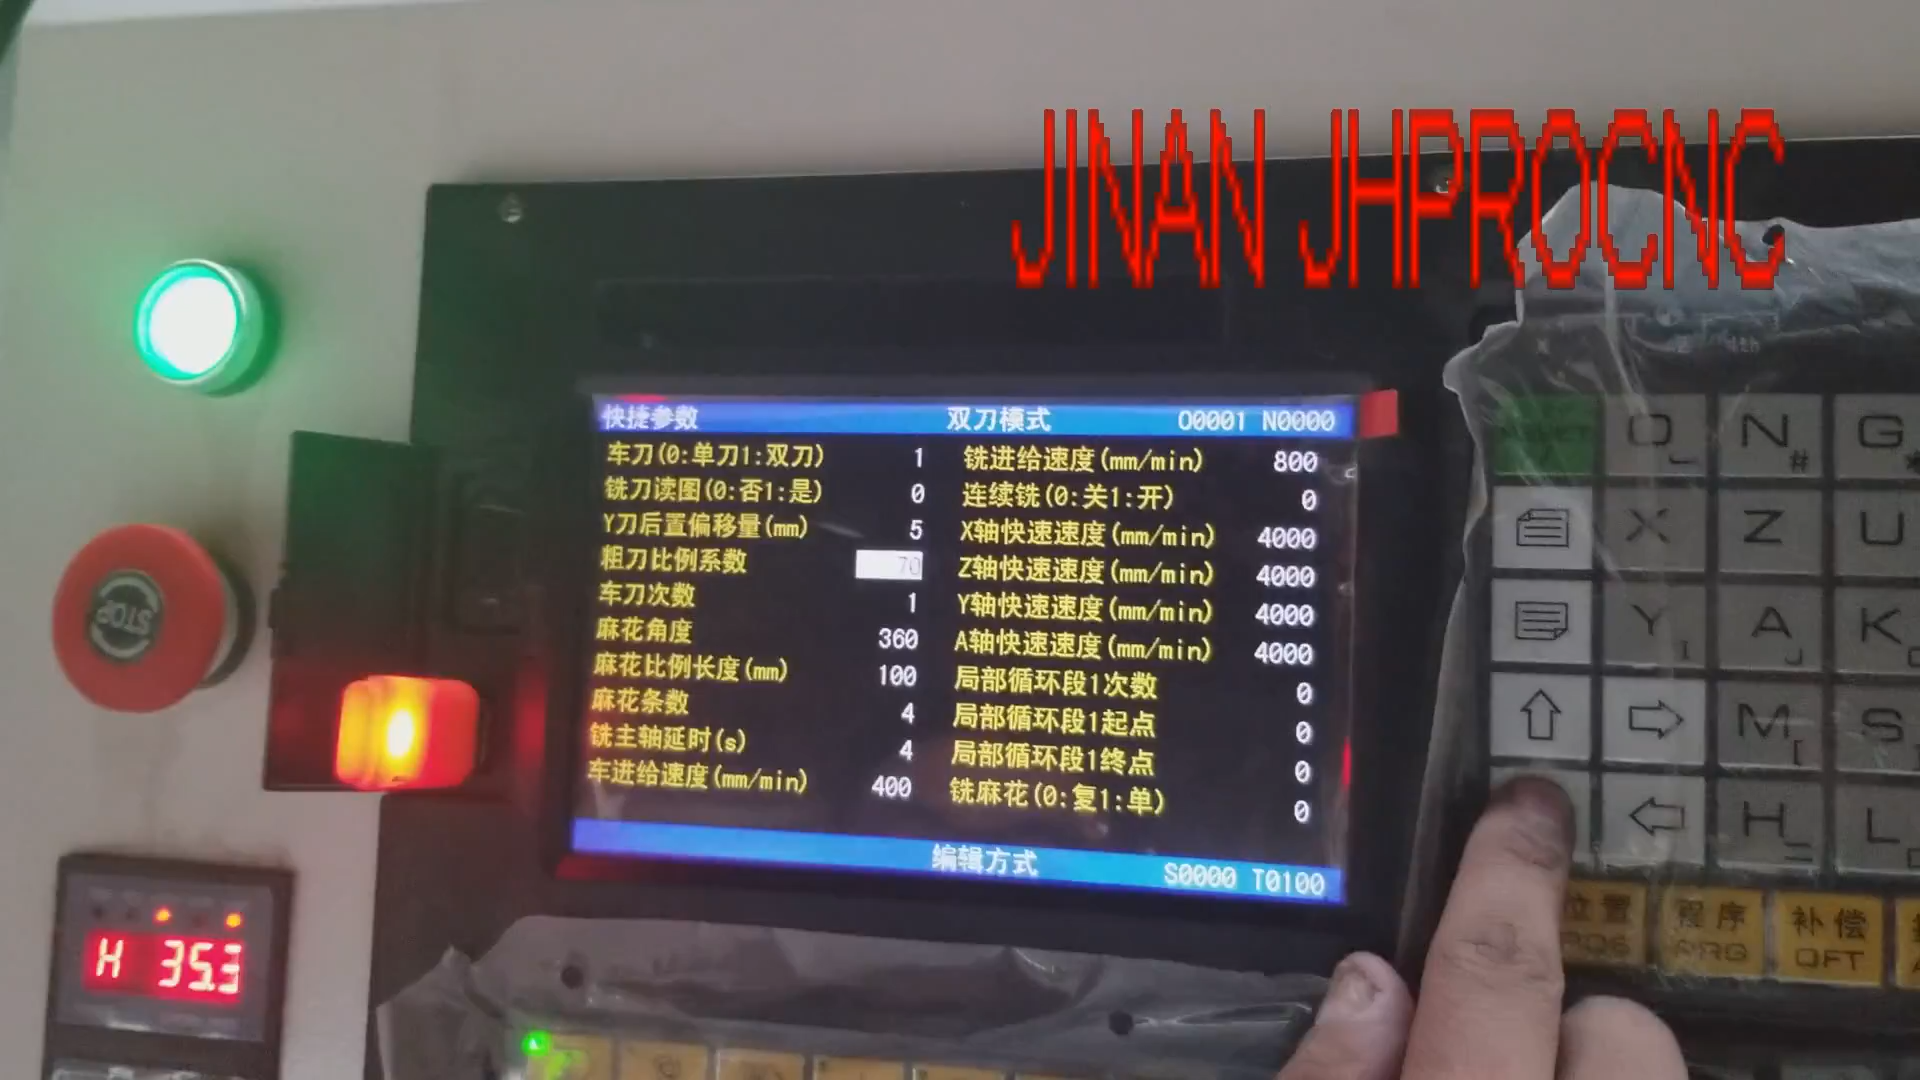 JINAN JHPROCNC
快捷参数 双刀模式 O0001 N0000
车刀(0:单刀1:双刀) 1
铣刀读图(0:否1:是) 0
Y刀后置偏移量(mm) 5
粗刀比例系数 70
车刀次数 1
麻花角度 360
麻花比例长度(mm) 100
麻花条数 4
铣主轴延时(s) 4
车进给速度(mm/min) 400
铣进给速度(mm/min) 800
连续铣(0:关1:开) 0
X轴快速速度(mm/min) 4000
Z轴快速速度(mm/min) 4000
Y轴快速速度(mm/min) 4000
A轴快速速度(mm/min) 4000
局部循环段1次数 0
局部循环段1起点 0
局部循环段1终点 0
铣麻花(0:复1:单) 0
编辑方式 S0000 T0100
STOP
H 353
4th
O N # G
X Z U
Y I A J K
M [ S
H = L
位置 程序 补偿
POS PRG OFT